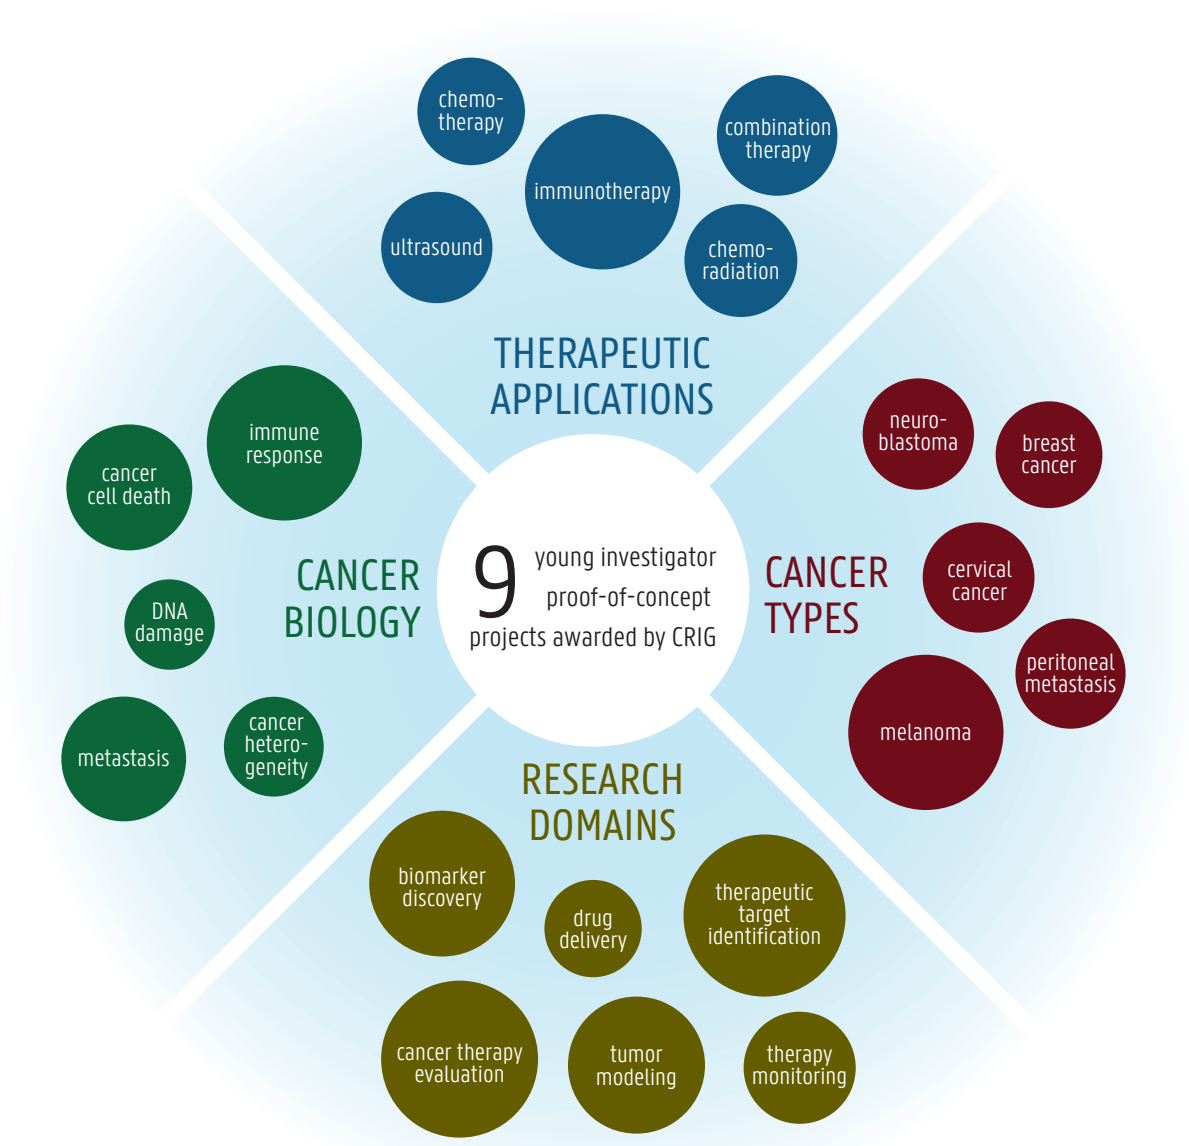 chemo-
therapy
immunotherapy
combination
therapy
ultrasound
chemo-
radiation
THERAPEUTIC
APPLICATIONS
immune
response
cancer
cell death
DNA
damage
metastasis
cancer
hetero-
geneity
CANCER
BIOLOGY
9 young investigator
proof-of-concept
projects awarded by CRIG
CANCER
TYPES
neuro-
blastoma
breast
cancer
cervical
cancer
peritoneal
metastasis
melanoma
RESEARCH
DOMAINS
biomarker
discovery
drug
delivery
therapeutic
target
identification
cancer therapy
evaluation
tumor
modeling
therapy
monitoring